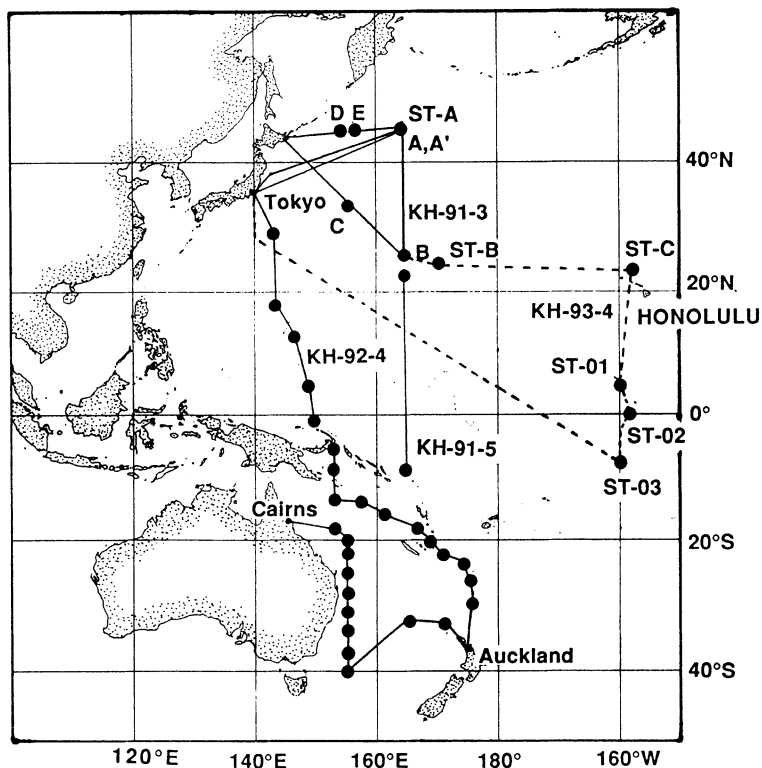 D E ST-A
A,A'
40°N
Tokyo
KH-91-3
C
B ST-B ST-C
20°N
KH-93-4
HONOLULU
KH-92-4
ST-01
0°
ST-02
KH-91-5
ST-03
Cairns
20°S
Auckland
40°S
120°E 140°E 160°E 180° 160°W